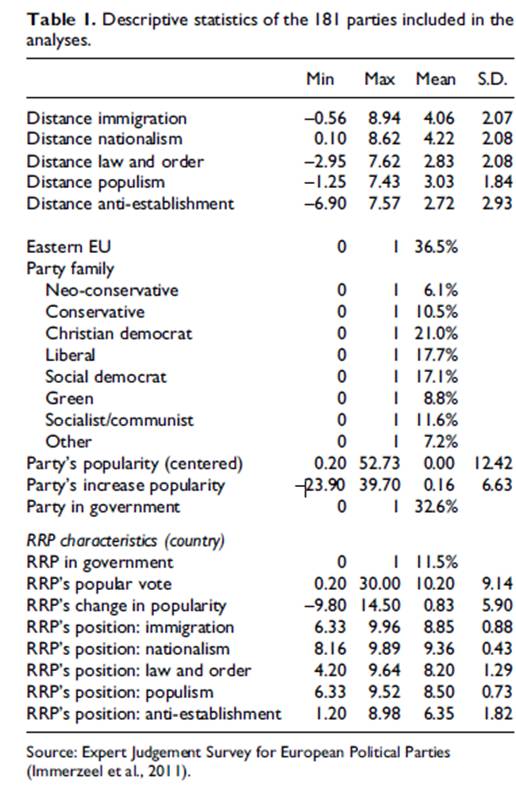 Table 1. Descriptive statistics of the 181 parties included in the
analyses.
Min Max Mean S.D.
Distance immigration −0.56 8.94 4.06 2.07
Distance nationalism 0.10 8.62 4.22 2.08
Distance law and order −2.95 7.62 2.83 2.08
Distance populism −1.25 7.43 3.03 1.84
Distance anti-establishment −6.90 7.57 2.72 2.93
Eastern EU 0 1 36.5%
Party family
Neo-conservative 0 1 6.1%
Conservative 0 1 10.5%
Christian democrat 0 1 21.0%
Liberal 0 1 17.7%
Social democrat 0 1 17.1%
Green 0 1 8.8%
Socialist/communist 0 1 11.6%
Other 0 1 7.2%
Party's popularity (centered) 0.20 52.73 0.00 12.42
Party's increase popularity −23.90 39.70 0.16 6.63
Party in government 0 1 32.6%
RRP characteristics (country)
RRP in government 0 1 11.5%
RRP's popular vote 0.20 30.00 10.20 9.14
RRP's change in popularity −9.80 14.50 0.83 5.90
RRP's position: immigration 6.33 9.96 8.85 0.88
RRP's position: nationalism 8.16 9.89 9.36 0.43
RRP's position: law and order 4.20 9.64 8.20 1.29
RRP's position: populism 6.33 9.52 8.50 0.73
RRP's position: anti-establishment 1.20 8.98 6.35 1.82
Source: Expert Judgement Survey for European Political Parties
(Immerzeel et al., 2011).